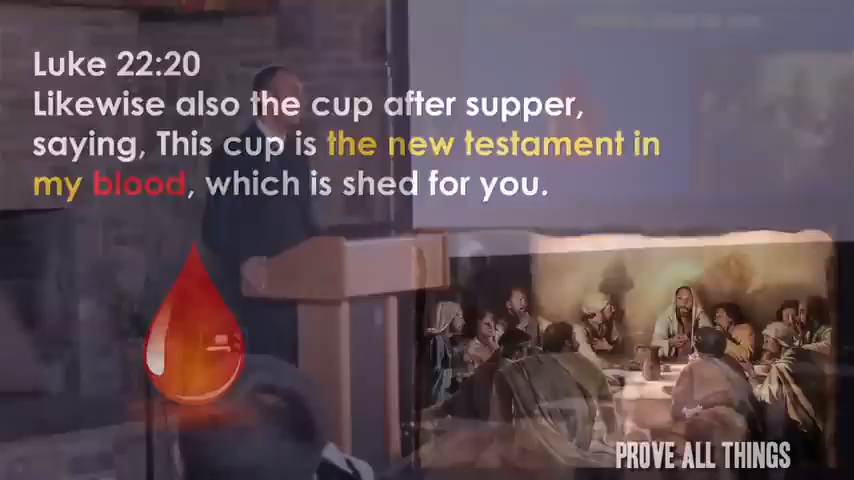 Luke 22:20
Likewise also the cup after supper,
saying, This cup is the new testament in
my blood, which is shed for you.
PROVE ALL THINGS